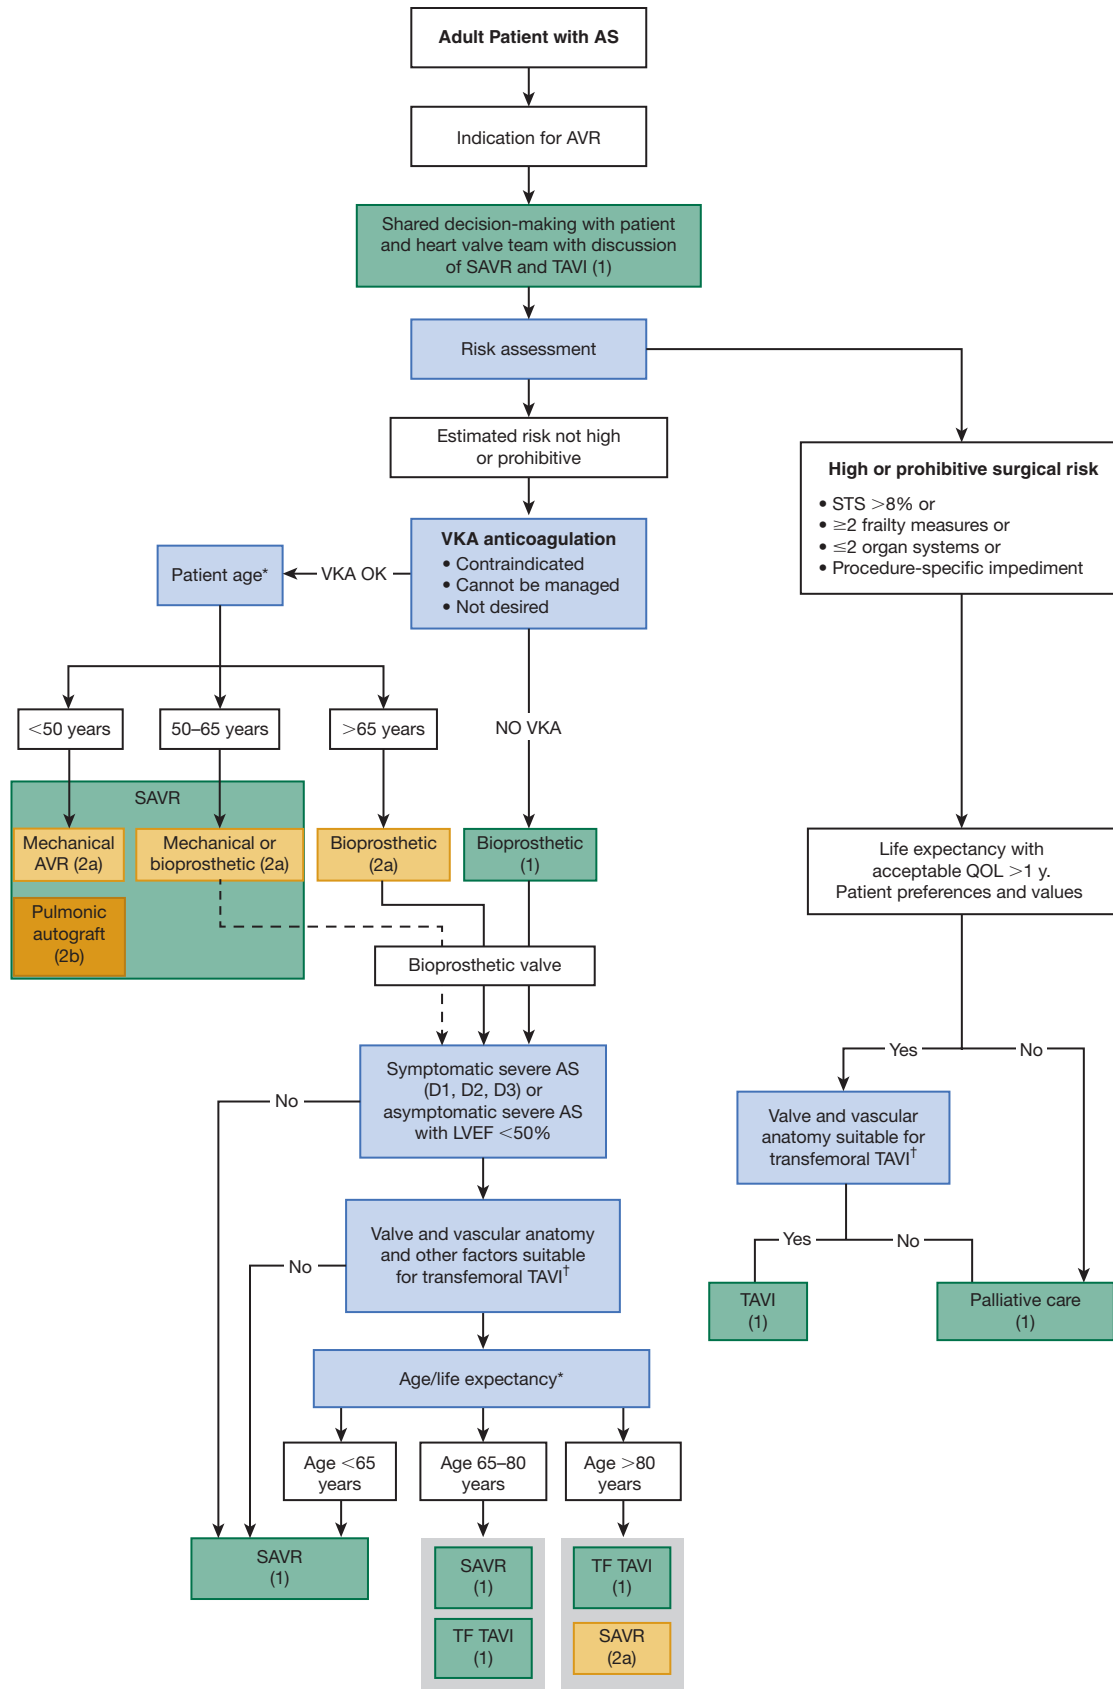 Adult Patient with AS
Indication for AVR
Shared decision-making with patient
and heart valve team with discussion
of SAVR and TAVI (1)
Risk assessment
Estimated risk not high
or prohibitive
High or prohibitive surgical risk
• STS >8% or
• ≥2 frailty measures or
• ≤2 organ systems or
• Procedure-specific impediment
VKA anticoagulation
• Contraindicated
• Cannot be managed
• Not desired
VKA OK
Patient age*
<50 years
50–65 years
>65 years
NO VKA
SAVR
Mechanical
AVR (2a)
Mechanical or
bioprosthetic (2a)
Bioprosthetic
(2a)
Bioprosthetic
(1)
Pulmonic
autograft
(2b)
Life expectancy with
acceptable QOL >1 y.
Patient preferences and values
Bioprosthetic valve
Symptomatic severe AS
(D1, D2, D3) or
asymptomatic severe AS
with LVEF <50%
No
Yes
No
Valve and vascular
anatomy suitable for
transfemoral TAVI†
Valve and vascular anatomy
and other factors suitable
for transfemoral TAVI†
No
Yes
No
TAVI
(1)
Palliative care
(1)
Age/life expectancy*
Age <65
years
Age 65–80
years
Age >80
years
SAVR
(1)
SAVR
(1)
TF TAVI
(1)
TF TAVI
(1)
SAVR
(2a)